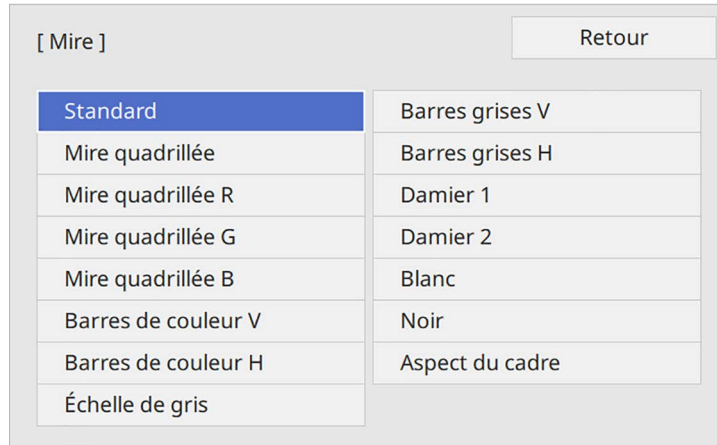 [ Mire ]
Retour
Standard
Mire quadrillée
Mire quadrillée R
Mire quadrillée G
Mire quadrillée B
Barres de couleur V
Barres de couleur H
Échelle de gris
Barres grises V
Barres grises H
Damier 1
Damier 2
Blanc
Noir
Aspect du cadre